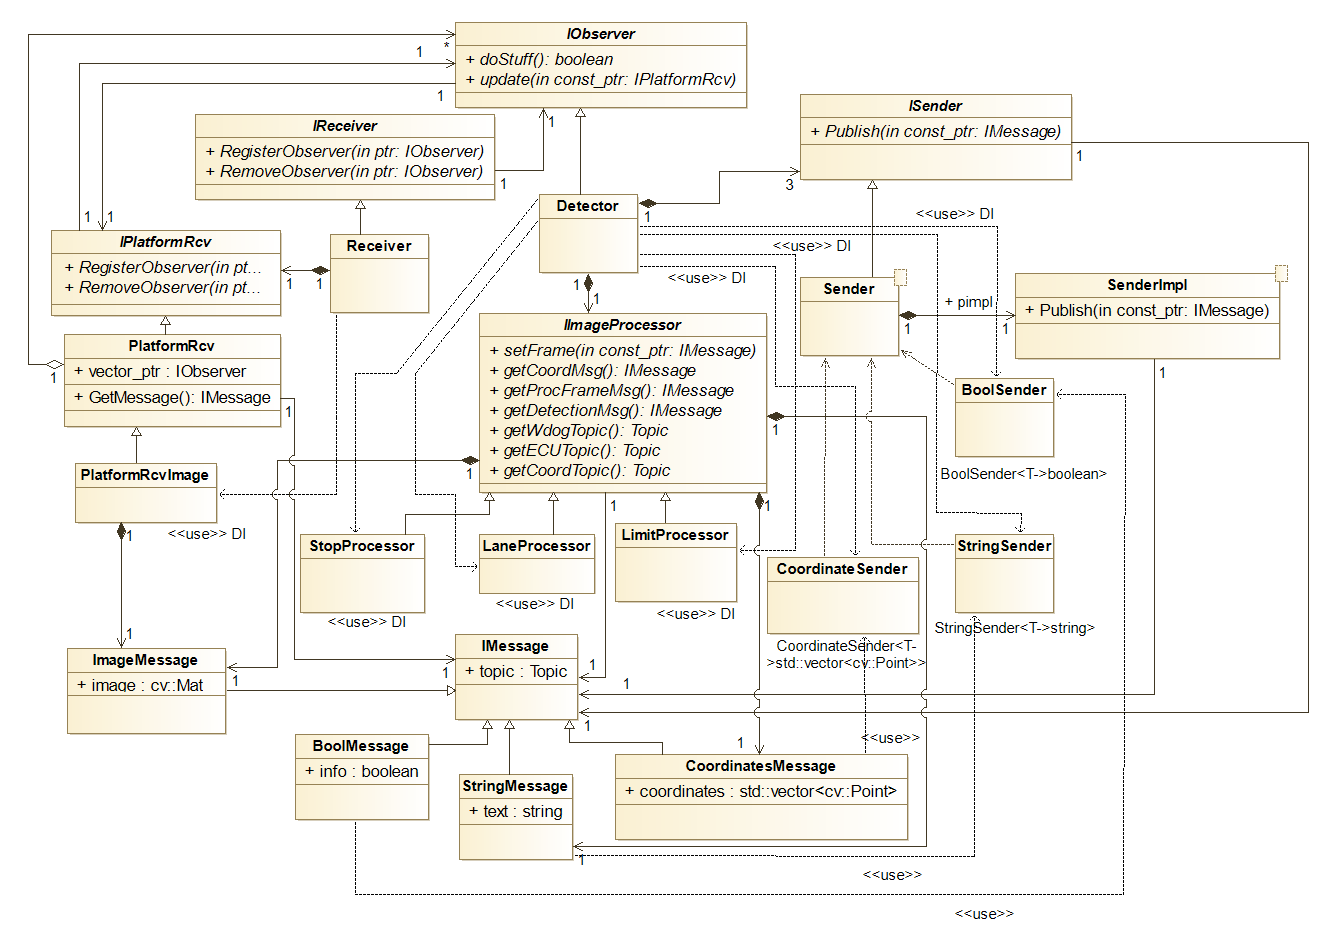 IObserver
+ doStuff(): boolean
+ update(in const_ptr: IPlatformRcv)
1
*
1
1
ISender
+ Publish(in const_ptr: IMessage)
1
IReceiver
+ RegisterObserver(in ptr: IObserver)
+ RemoveObserver(in ptr: IObserver)
1
3
Detector
1
1
1
<<use>> DI
IPlatformRcv
+ RegisterObserver(in pt...
+ RemoveObserver(in pt...
Receiver
1
1
<<use>> DI
<<use>> DI
1
1
Sender
1
+ pimpl
1
SenderImpl
+ Publish(in const_ptr: IMessage)
1
IImageProcessor
+ setFrame(in const_ptr: IMessage)
+ getCoordMsg(): IMessage
+ getProcFrameMsg(): IMessage
+ getDetectionMsg(): IMessage
+ getWdogTopic(): Topic
+ getECUTopic(): Topic
+ getCoordTopic(): Topic
1
1
1
1
PlatformRcv
+ vector_ptr : IObserver
+ GetMessage(): IMessage
1
1
BoolSender
BoolSender<T->boolean>
PlatformRcvImage
1
<<use>> DI
StopProcessor
<<use>> DI
LaneProcessor
<<use>> DI
LimitProcessor
<<use>> DI
CoordinateSender
CoordinateSender<T-
>std::vector<cv::Point>>
StringSender
StringSender<T->string>
1
ImageMessage
+ image : cv::Mat
1
IMessage
+ topic : Topic
1
1
1
1
BoolMessage
+ info : boolean
StringMessage
+ text : string
1
1
CoordinatesMessage
+ coordinates : std::vector<cv::Point>
<<use>>
<<use>>
<<use>>